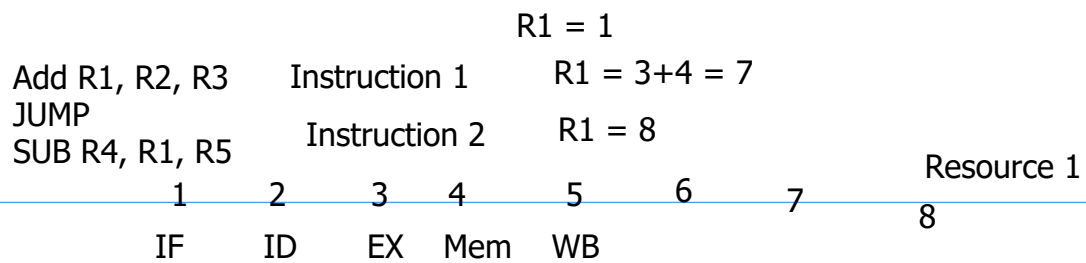 R1 = 1
Add R1, R2, R3 Instruction 1 R1 = 3+4 = 7
JUMP
Instruction 2 R1 = 8
SUB R4, R1, R5
Resource 1
1 2 3 4 5 6 7 8
IF ID EX Mem WB